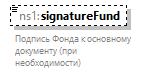 ns1:signatureFund
Подпись Фонда к основному
документу (при
необходимости)